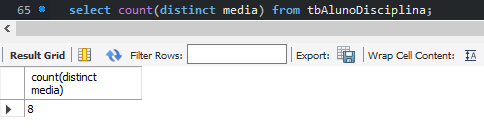 65 select count(distinct media) from tbAlunoDisciplina;
Result Grid Filter Rows: Export: Wrap Cell Content: IA
count(distinct
media)
8